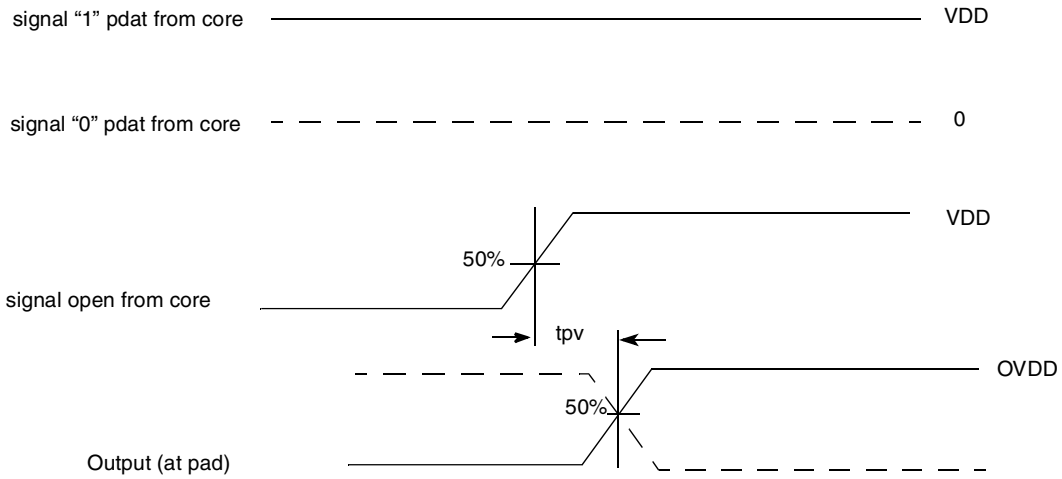 signal “1” pdat from core
VDD
signal “0” pdat from core
0
VDD
50%
signal open from core
tpv
OVDD
50%
Output (at pad)